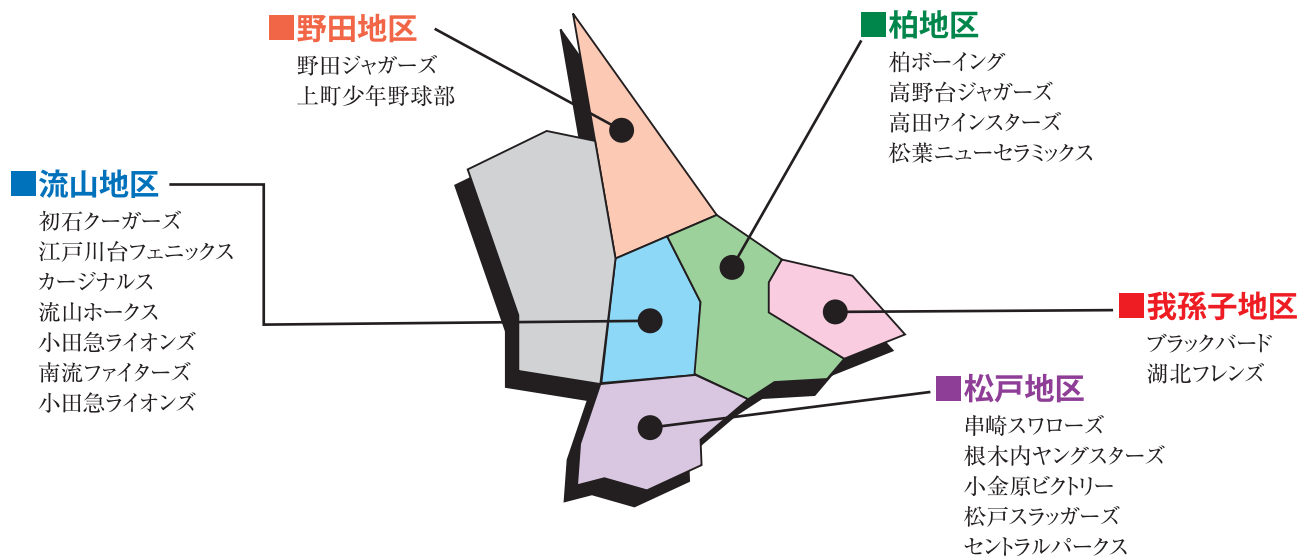 ■野田地区
野田ジャガーズ
上町少年野球部
■柏地区
柏ボーイング
高野台ジャガーズ
高田ウインスターズ
松葉ニューセラミックス
■流山地区
初石クーガーズ
江戸川台フェニックス
カージナルス
流山ホークス
小田急ライオンズ
南流ファイターズ
小田急ライオンズ
■我孫子地区
ブラックバード
湖北フレンズ
■松戸地区
串崎スワローズ
根木内ヤングスターズ
小金原ビクトリー
松戸スラッガーズ
セントラルパークス